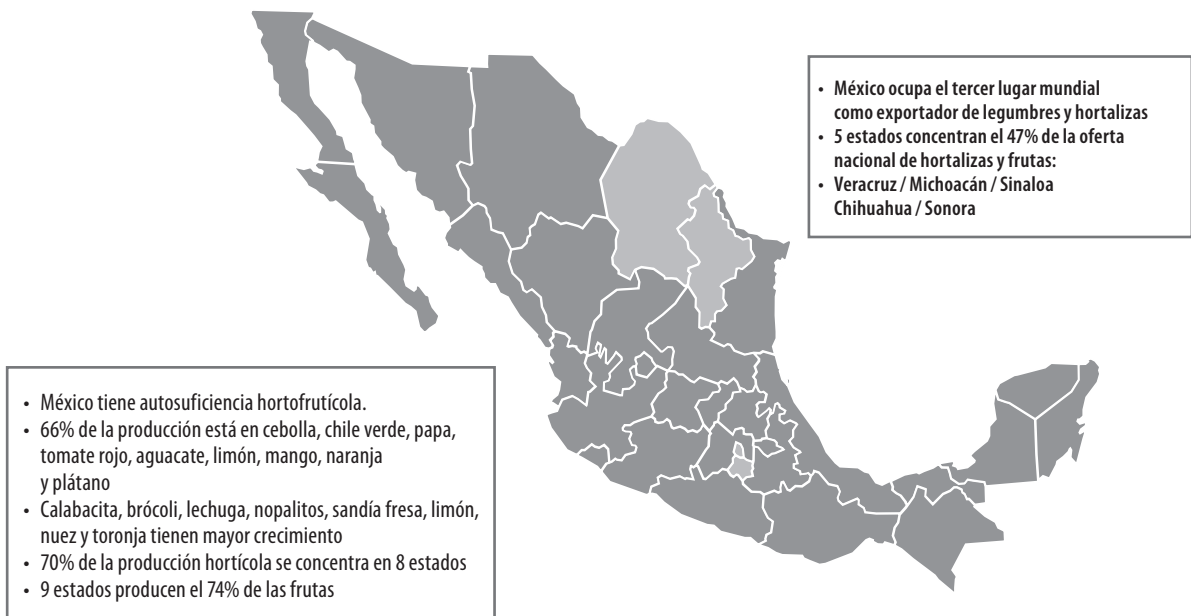 • México ocupa el tercer lugar mundial
como exportador de legumbres y hortalizas
• 5 estados concentran el 47% de la oferta
nacional de hortalizas y frutas:
• Veracruz / Michoacán / Sinaloa
Chihuahua / Sonora
• México tiene autosuficiencia hortofrutícola.
• 66% de la producción está en cebolla, chile verde, papa,
tomate rojo, aguacate, limón, mango, naranja
y plátano
• Calabacita, brócoli, lechuga, nopalitos, sandía fresa, limón,
nuez y toronja tienen mayor crecimiento
• 70% de la producción hortícola se concentra en 8 estados
• 9 estados producen el 74% de las frutas